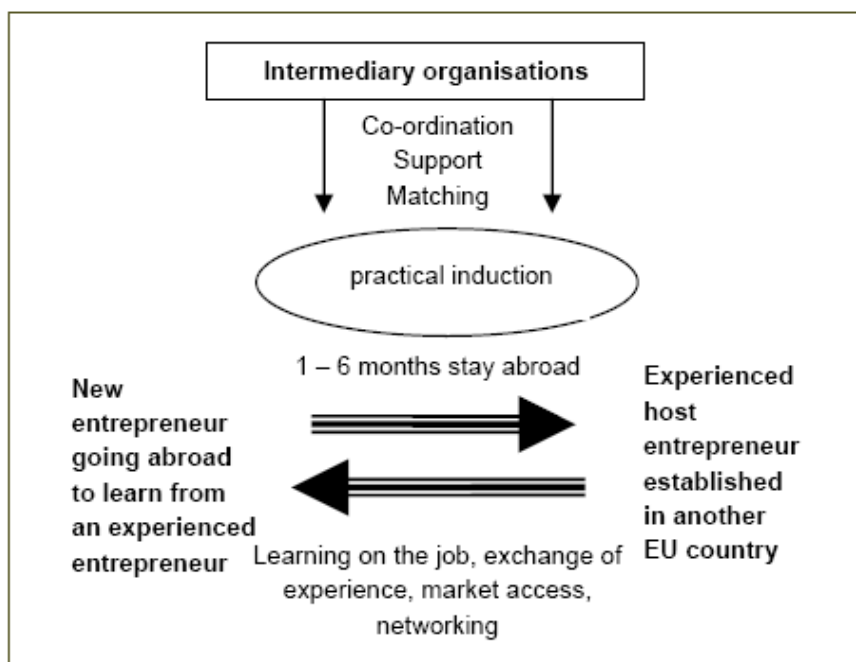 Intermediary organisations
Co-ordination
Support
Matching
practical induction
1 – 6 months stay abroad
New
entrepreneur
going abroad
to learn from
an experienced
entrepreneur
Experienced
host
entrepreneur
established
in another
EU country
Learning on the job, exchange of
experience, market access,
networking